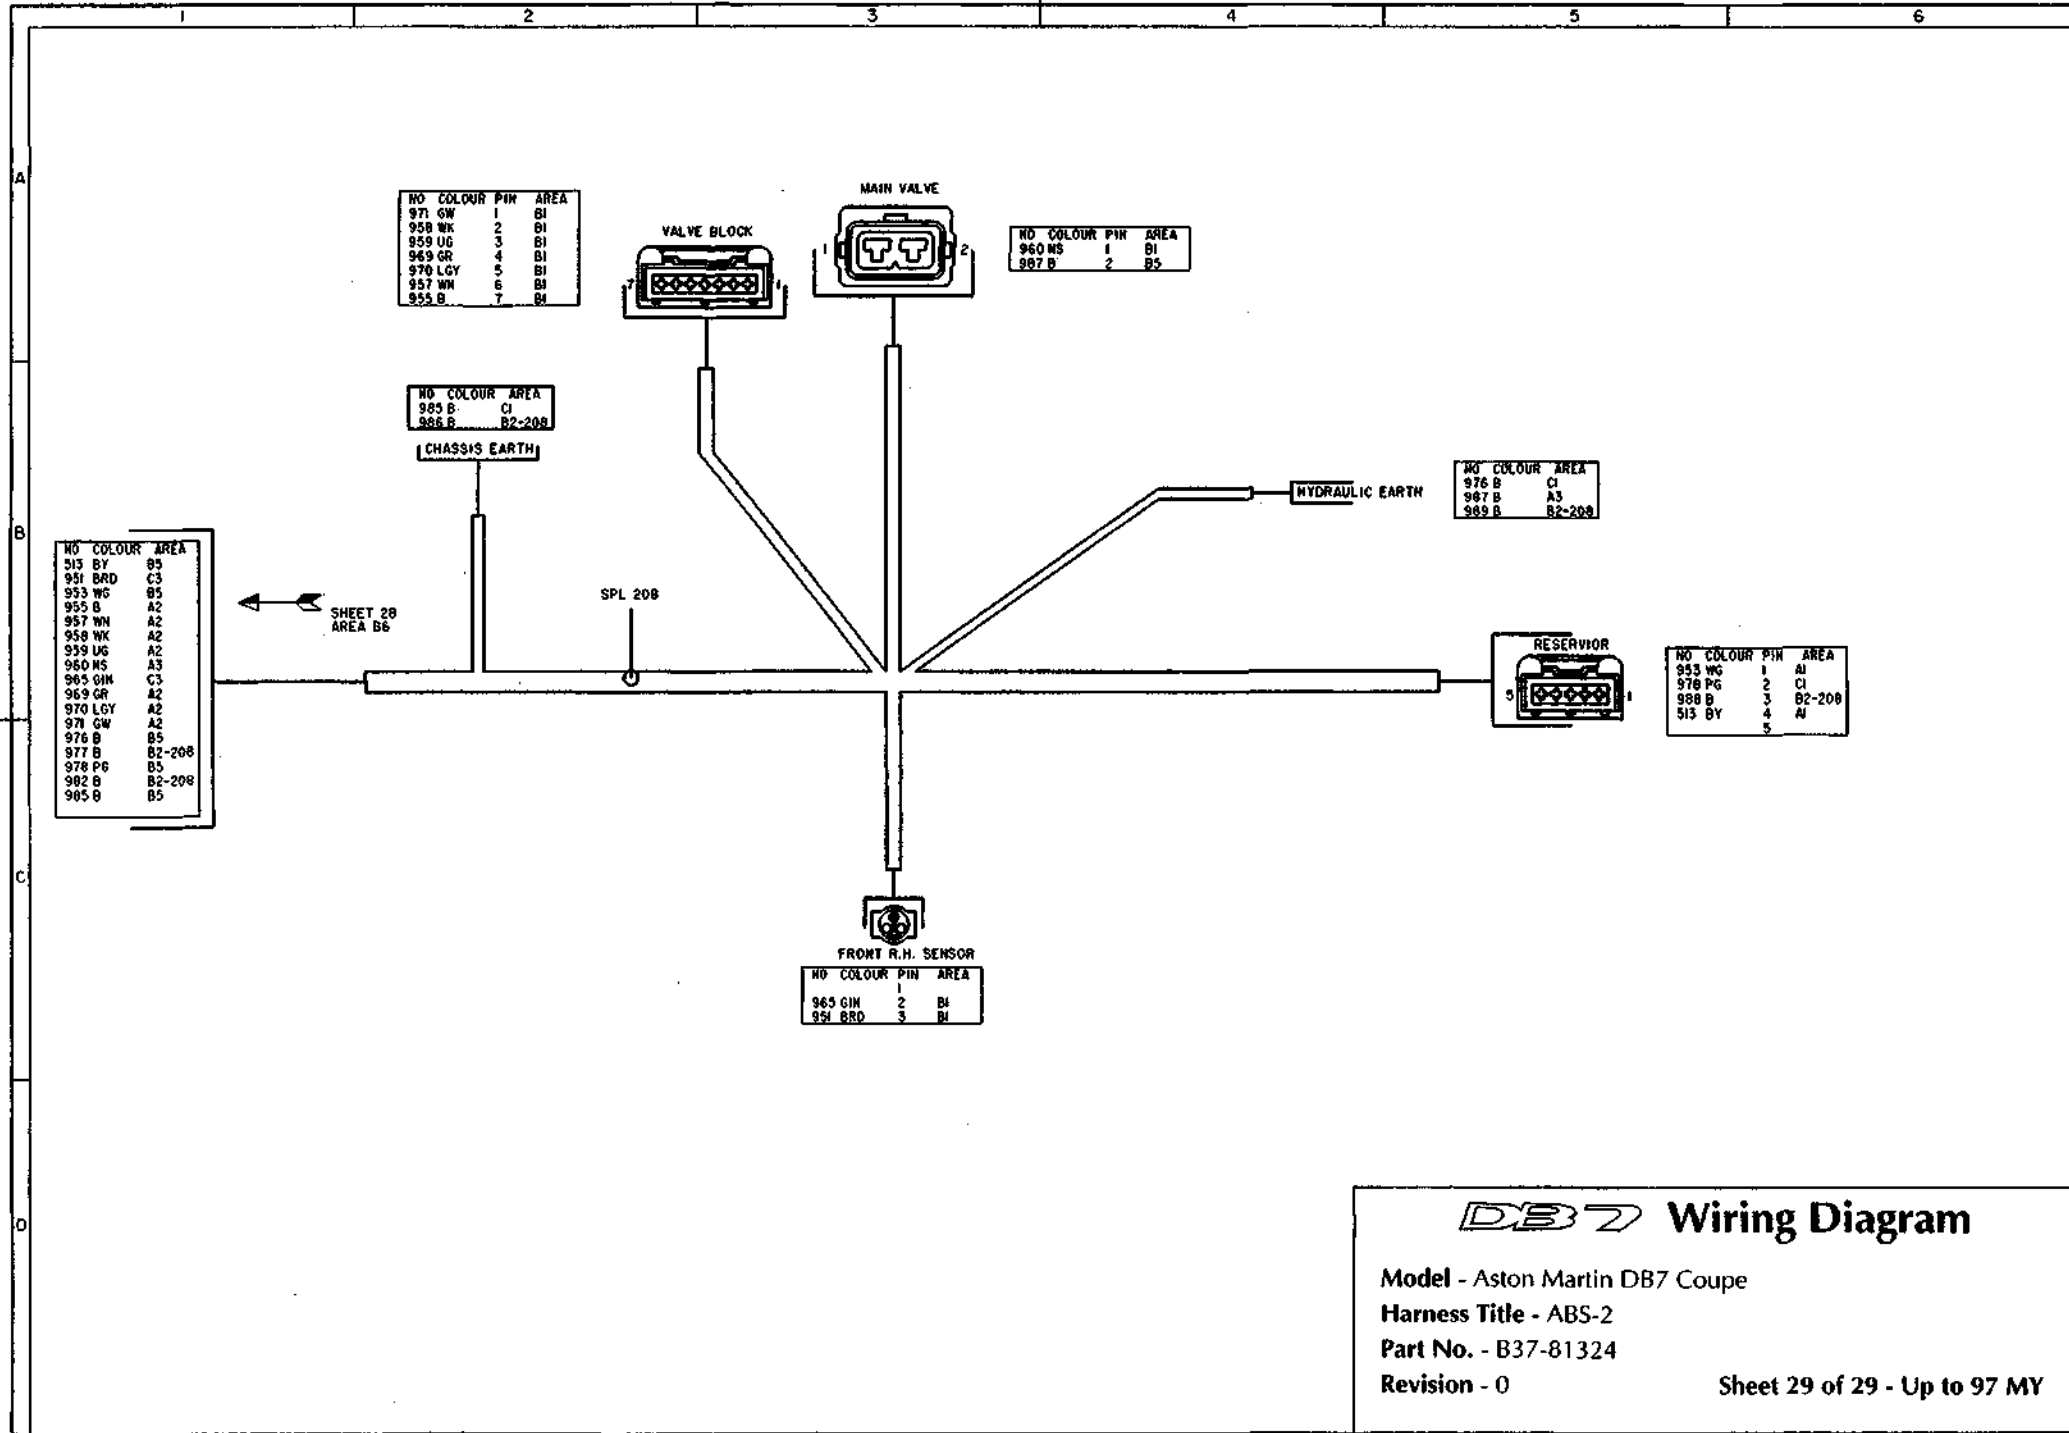 1 2 3 4 5 6
A
B
C
D
NO COLOUR PIN AREA
971 GW 1 B1
958 WK 2 B1
959 UG 3 B1
969 GR 4 B1
970 LGY 5 B1
957 WN 6 B1
955 B 7 B1
VALVE BLOCK
7 1
MAIN VALVE
1 2
NO COLOUR PIN AREA
960 NS 1 B1
987 B 2 B5
NO COLOUR AREA
985 B C1
986 B B2-208
CHASSIS EARTH
HYDRAULIC EARTH
NO COLOUR AREA
976 B C1
987 B A3
989 B B2-208
NO COLOUR AREA
513 BY B5
951 BRD C3
953 WG B5
955 B A2
957 WN A2
958 WK A2
959 UG A2
960 NS A3
965 GIN C3
969 GR A2
970 LGY A2
971 GW A2
976 B B5
977 B B2-208
978 PG B5
982 B B2-208
985 B B5
SHEET 28
AREA B6
SPL 208
RESERVIOR
5 1
NO COLOUR PIN AREA
953 WG 1 A1
978 PG 2 C1
988 B 3 B2-208
513 BY 4 A1
5
FRONT R.H. SENSOR
NO COLOUR PIN AREA
1
965 GIN 2 B1
951 BRD 3 B1
DB7 Wiring Diagram
Model - Aston Martin DB7 Coupe
Harness Title - ABS-2
Part No. - B37-81324
Revision - 0
Sheet 29 of 29 - Up to 97 MY